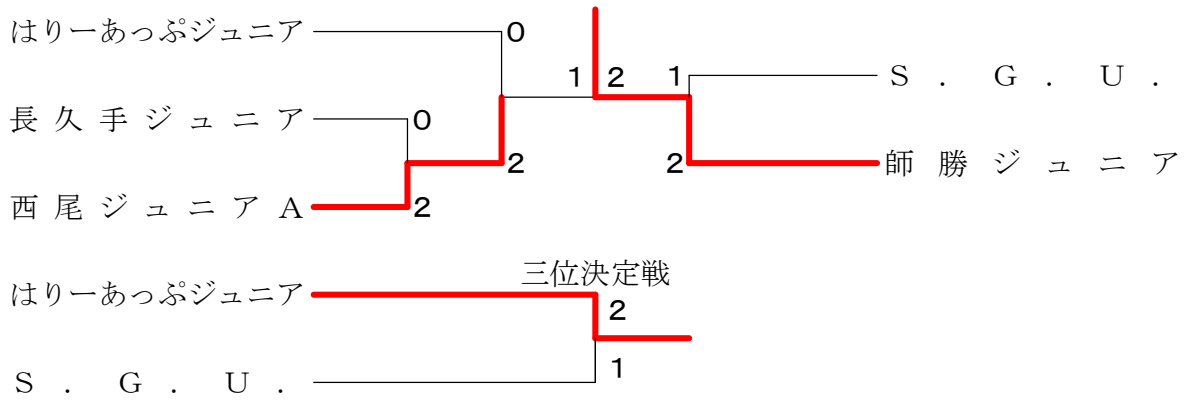 はりーあっぷジュニア 0
1 2 1 S . G . U .
長久手ジュニア 0
2 2 師勝ジュニア
西尾ジュニアA 2
三位決定戦
はりーあっぷジュニア 2
S . G . U . 1